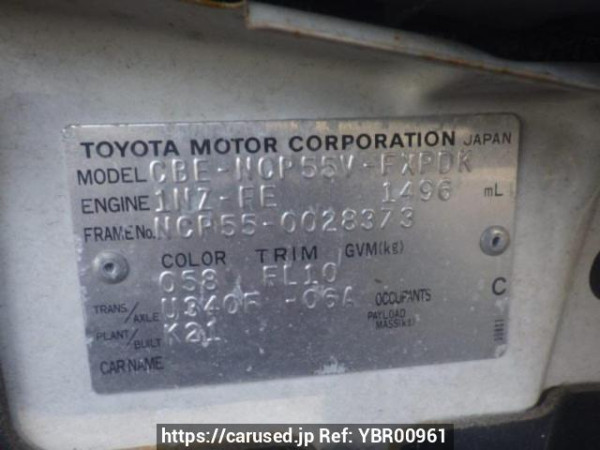 TOYOTA MOTOR CORPORATION JAPAN
MODEL CBE-NCP55V-FXPDK
ENGINE 1NZ-FE 1496 mL
FRAME No. NCP55-0028373
COLOR TRIM GVM(kg)
058 FL10
TRANS/AXLE U340F -06A OCCUPANTS C
PLANT/BUILT K21 PAYLOAD MASS(kg)
CAR NAME
https://carused.jp Ref: YBR00961